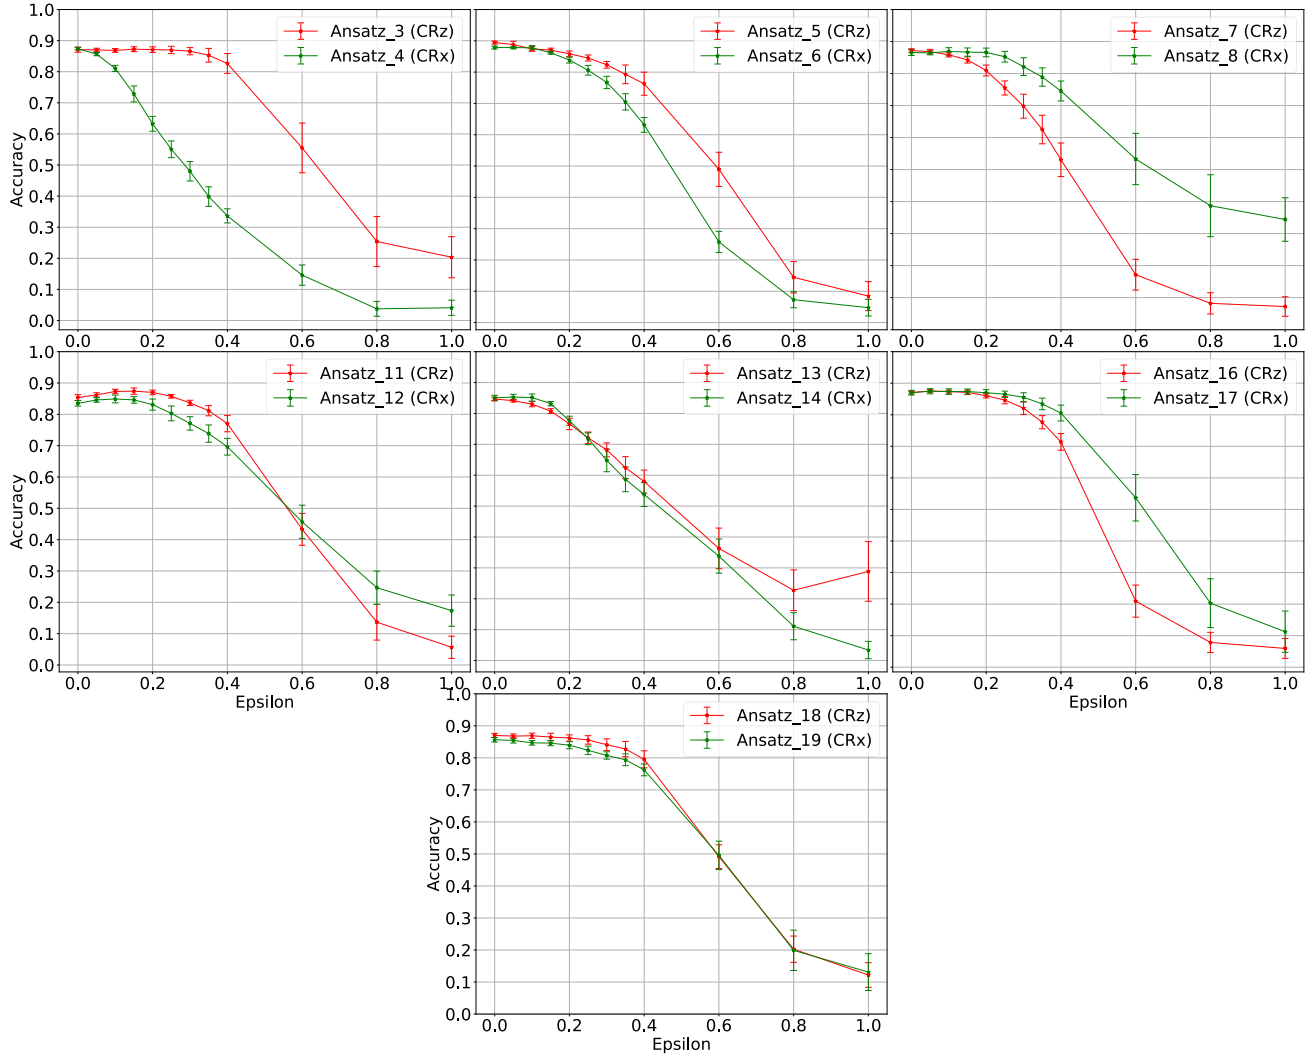 1.0
0.9
0.8
0.7
0.6
0.5
0.4
0.3
0.2
0.1
0.0
Accuracy
Ansatz_3 (CRz)
Ansatz_4 (CRx)
0.0 0.2 0.4 0.6 0.8 1.0
Ansatz_5 (CRz)
Ansatz_6 (CRx)
0.0 0.2 0.4 0.6 0.8 1.0
Ansatz_7 (CRz)
Ansatz_8 (CRx)
0.0 0.2 0.4 0.6 0.8 1.0
1.0
0.9
0.8
0.7
0.6
0.5
0.4
0.3
0.2
0.1
0.0
Accuracy
Ansatz_11 (CRz)
Ansatz_12 (CRx)
0.0 0.2 0.4 0.6 0.8 1.0
Epsilon
Ansatz_13 (CRz)
Ansatz_14 (CRx)
0.0 0.2 0.4 0.6 0.8 1.0
Ansatz_16 (CRz)
Ansatz_17 (CRx)
0.0 0.2 0.4 0.6 0.8 1.0
Epsilon
1.0
0.9
0.8
0.7
0.6
0.5
0.4
0.3
0.2
0.1
0.0
Accuracy
Ansatz_18 (CRz)
Ansatz_19 (CRx)
0.0 0.2 0.4 0.6 0.8 1.0
Epsilon